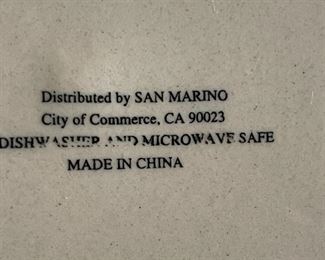 Distributed by SAN MARINO
City of Commerce, CA 90023
DISHWASHER AND MICROWAVE SAFE
MADE IN CHINA